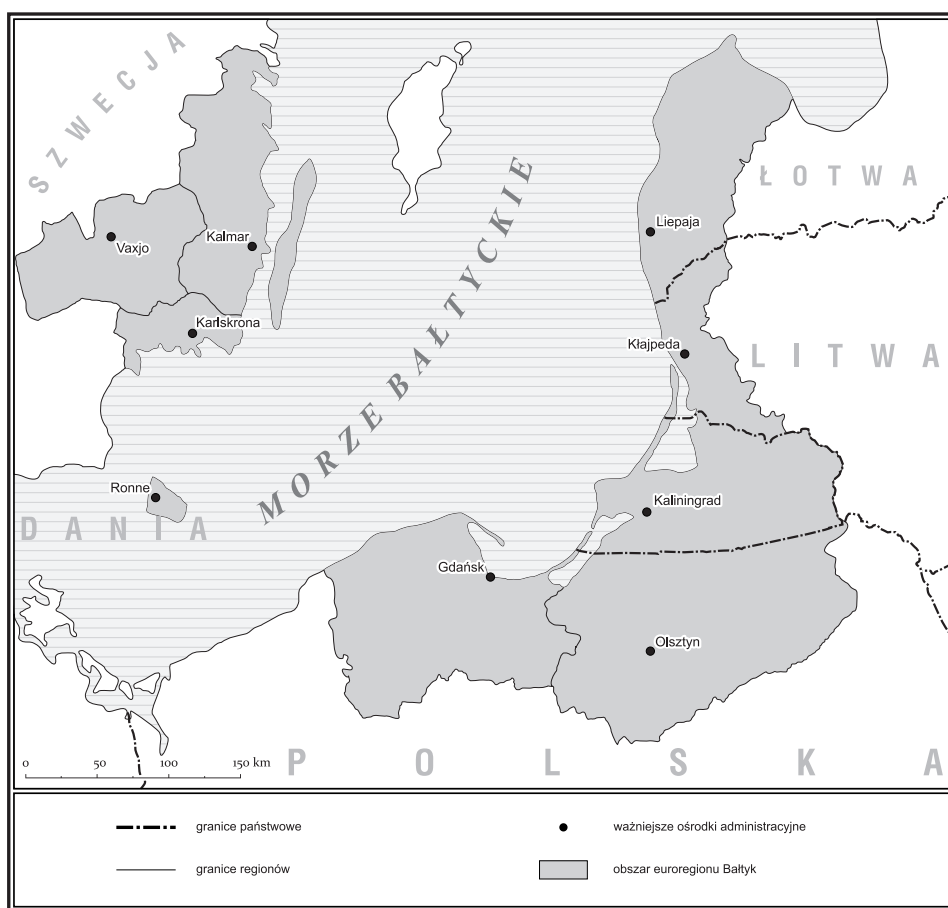 SZWECJA
ŁOTWA
Liepaja
Vaxjo
Kalmar
Karlskrona
MORZE BAŁTYCKIE
Kłajpeda
LITWA
Ronne
DANIA
Kaliningrad
Gdańsk
Olsztyn
POLSKA
0 50 100 150 km
granice państwowe
ważniejsze ośrodki administracyjne
granice regionów
obszar euroregionu Bałtyk